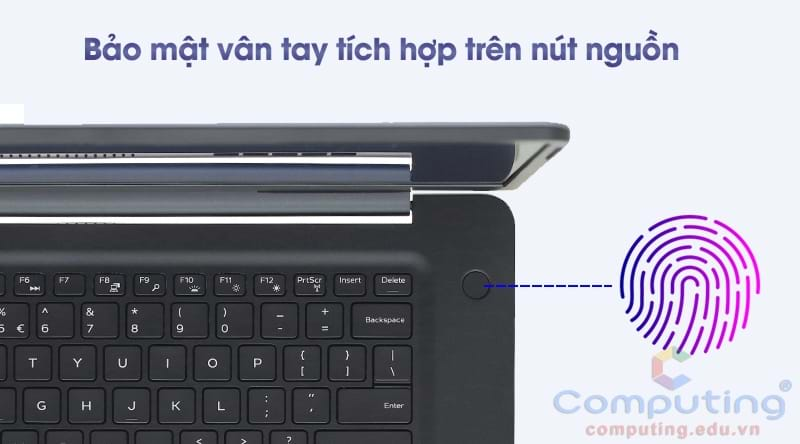 Bảo mật vân tay tích hợp trên nút nguồn
F6 F7 F8 F9 F10 F11 F12 PrtScr Insert Delete
5 € ^ 6 & 7 * 8 ( 9 ) 0 _ - + = Backspace
T Y U I O P { [ } ] | \
G H J K L : ; " ' Enter
< >
Computing®
computing.edu.vn